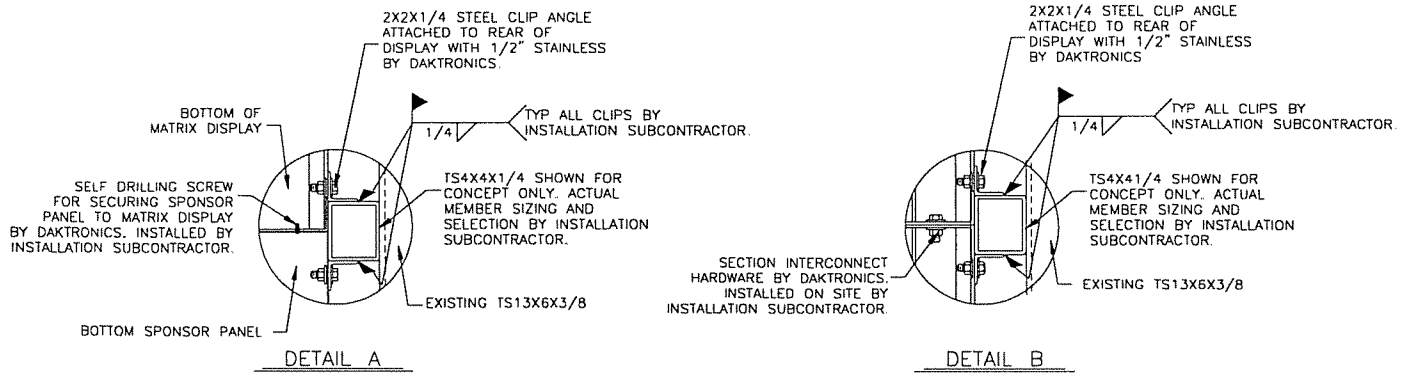 2X2X1/4 STEEL CLIP ANGLE
ATTACHED TO REAR OF
DISPLAY WITH 1/2" STAINLESS
BY DAKTRONICS.
BOTTOM OF
MATRIX DISPLAY
1/4
TYP ALL CLIPS BY
INSTALLATION SUBCONTRACTOR.
SELF DRILLING SCREW
FOR SECURING SPONSOR
PANEL TO MATRIX DISPLAY
BY DAKTRONICS. INSTALLED BY
INSTALLATION SUBCONTRACTOR.
TS4X4X1/4 SHOWN FOR
CONCEPT ONLY. ACTUAL
MEMBER SIZING AND
SELECTION BY INSTALLATION
SUBCONTRACTOR.
EXISTING TS13X6X3/8
BOTTOM SPONSOR PANEL
DETAIL A
2X2X1/4 STEEL CLIP ANGLE
ATTACHED TO REAR OF
DISPLAY WITH 1/2" STAINLESS
BY DAKTRONICS
1/4
TYP ALL CLIPS BY
INSTALLATION SUBCONTRACTOR.
TS4X41/4 SHOWN FOR
CONCEPT ONLY. ACTUAL
MEMBER SIZING AND
SELECTION BY INSTALLATION
SUBCONTRACTOR.
SECTION INTERCONNECT
HARDWARE BY DAKTRONICS.
INSTALLED ON SITE BY
INSTALLATION SUBCONTRACTOR.
EXISTING TS13X6X3/8
DETAIL B